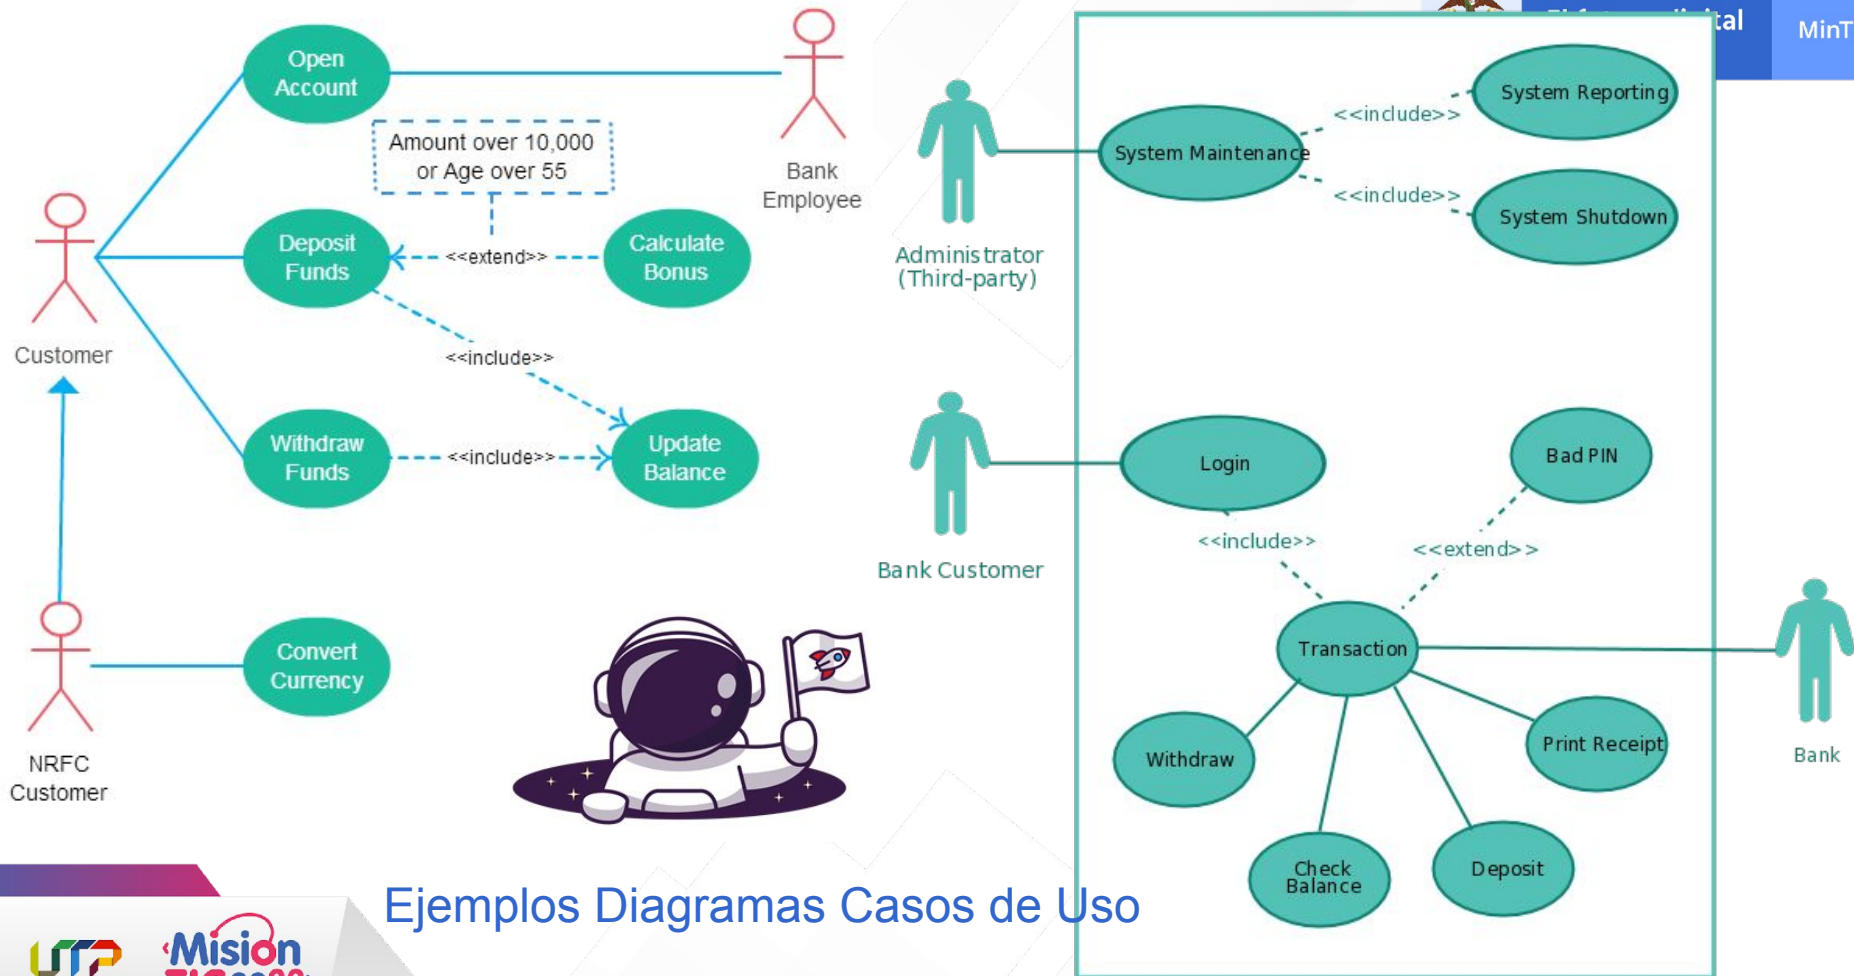 Open
Account
Amount over 10,000
or Age over 55
Bank
Employee
Deposit
Funds
<<extend>>
Calculate
Bonus
Customer
<<include>>
Withdraw
Funds
<<include>>
Update
Balance
Convert
Currency
NRFC
Customer
MinT
System Reporting
<<include>>
System Maintenance
<<include>>
System Shutdown
Administrator
(Third-party)
Login
Bad PIN
<<include>>
<<extend>>
Bank Customer
Transaction
Withdraw
Print Receipt
Bank
Check
Balance
Deposit
Ejemplos Diagramas Casos de Uso
UTP
Misión